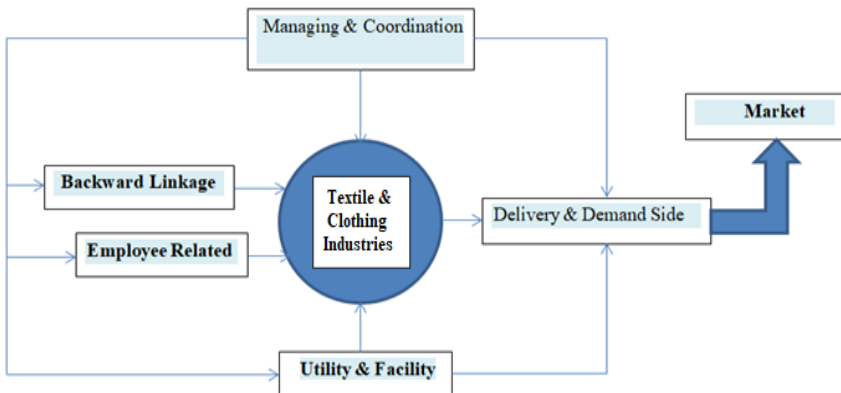 Managing & Coordination
Market
Backward Linkage
Textile &
Clothing
Industries
Delivery & Demand Side
Employee Related
Utility & Facility